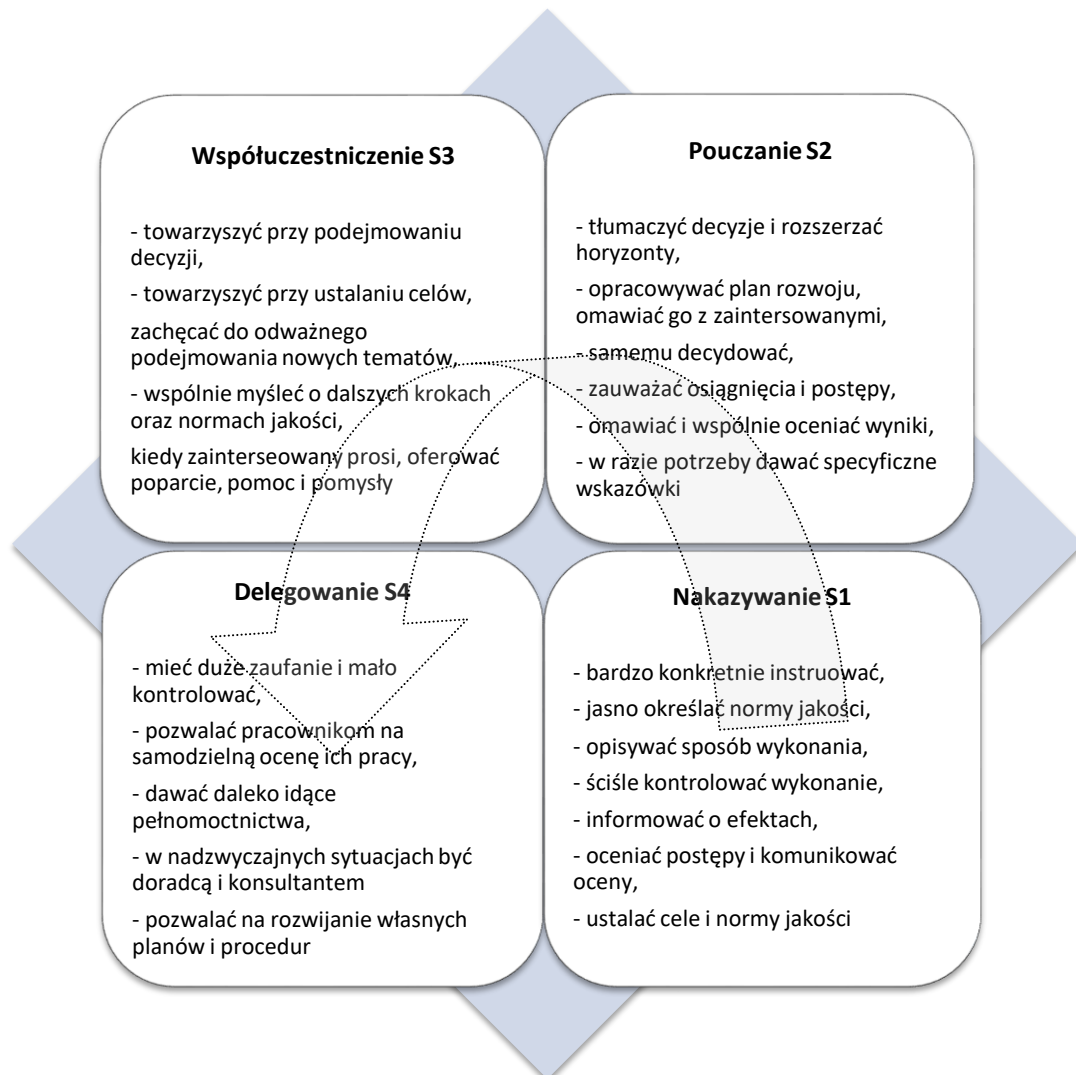 Współuczestniczenie S3
- towarzyszyć przy podejmowaniu
decyzji,
- towarzyszyć przy ustalaniu celów,
zachęcać do odważnego
podejmowania nowych tematów,
- wspólnie myśleć o dalszych krokach
oraz normach jakości,
kiedy zainterseowany prosi, oferować
poparcie, pomoc i pomysły
Pouczanie S2
- tłumaczyć decyzje i rozszerzać
horyzonty,
- opracowywać plan rozwoju,
omawiać go z zaintersowanymi,
- samemu decydować,
- zauważać osiągnięcia i postępy,
- omawiać i wspólnie oceniać wyniki,
- w razie potrzeby dawać specyficzne
wskazówki
Delegowanie S4
- mieć duże zaufanie i mało
kontrolować,
- pozwalać pracownikom na
samodzielną ocenę ich pracy,
- dawać daleko idące
pełnomoctnictwa,
- w nadzwyczajnych sytuacjach być
doradcą i konsultantem
- pozwalać na rozwijanie własnych
planów i procedur
Nakazywanie S1
- bardzo konkretnie instruować,
- jasno określać normy jakości,
- opisywać sposób wykonania,
- ściśle kontrolować wykonanie,
- informować o efektach,
- oceniać postępy i komunikować
oceny,
- ustalać cele i normy jakości